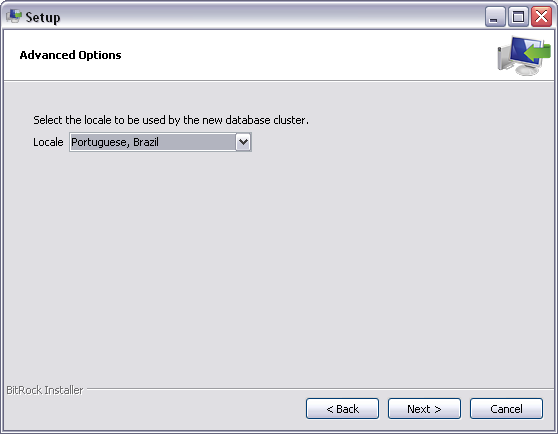 Setup
Advanced Options
Select the locale to be used by the new database cluster.
Locale Portuguese, Brazil
BitRock Installer
< Back Next > Cancel